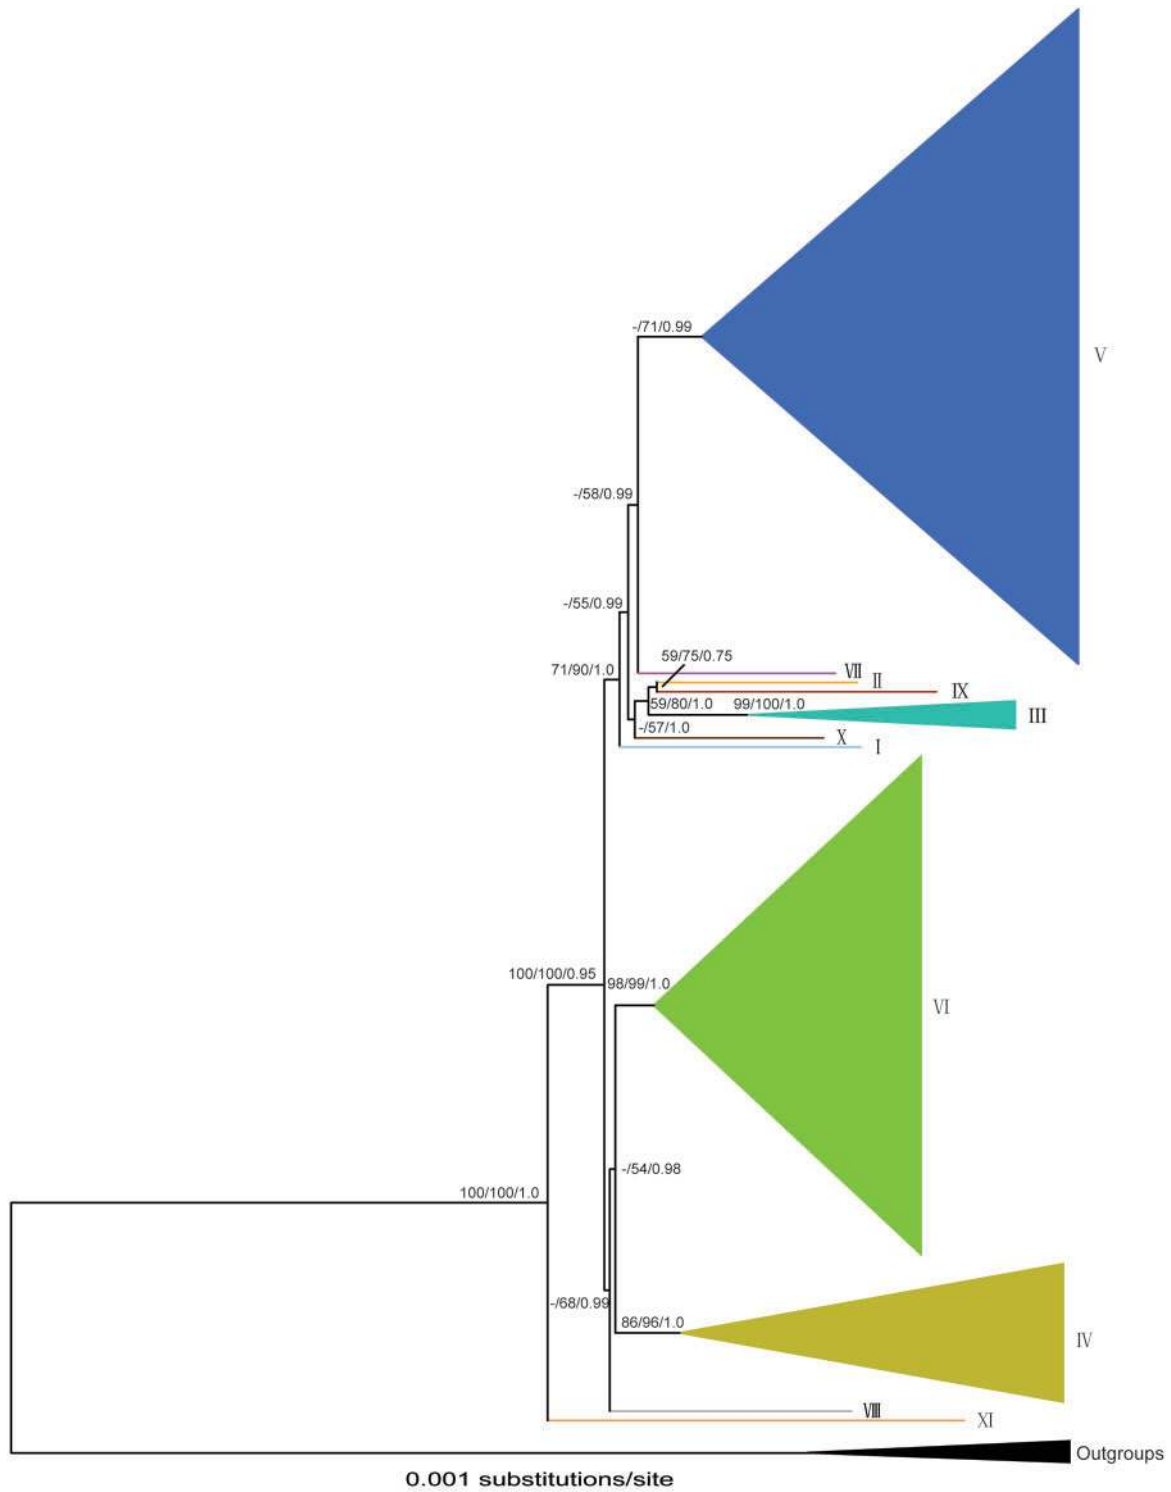 -/71/0.99
V
-/58/0.99
-/55/0.99
59/75/0.75
71/90/1.0
VII
II
IX
59/80/1.0
99/100/1.0
III
-/57/1.0
X
I
100/100/0.95
98/99/1.0
VI
-/54/0.98
100/100/1.0
-/68/0.99
86/96/1.0
IV
VIII
XI
Outgroups
0.001 substitutions/site